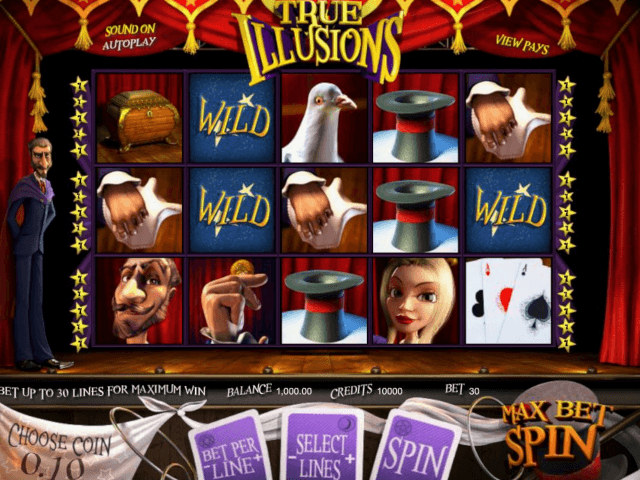 SOUND ON
AUTOPLAY
TRUE
ILLUSIONS
VIEW PAYS
WILD
WILD
WILD
A
A
BET UP TO 30 LINES FOR MAXIMUM WIN
BALANCE 1,000.00
CREDITS 10000
BET 30
CHOOSE COIN
0.10
BET PER
- LINE +
SELECT
- LINES +
SPIN
MAX BET
SPIN